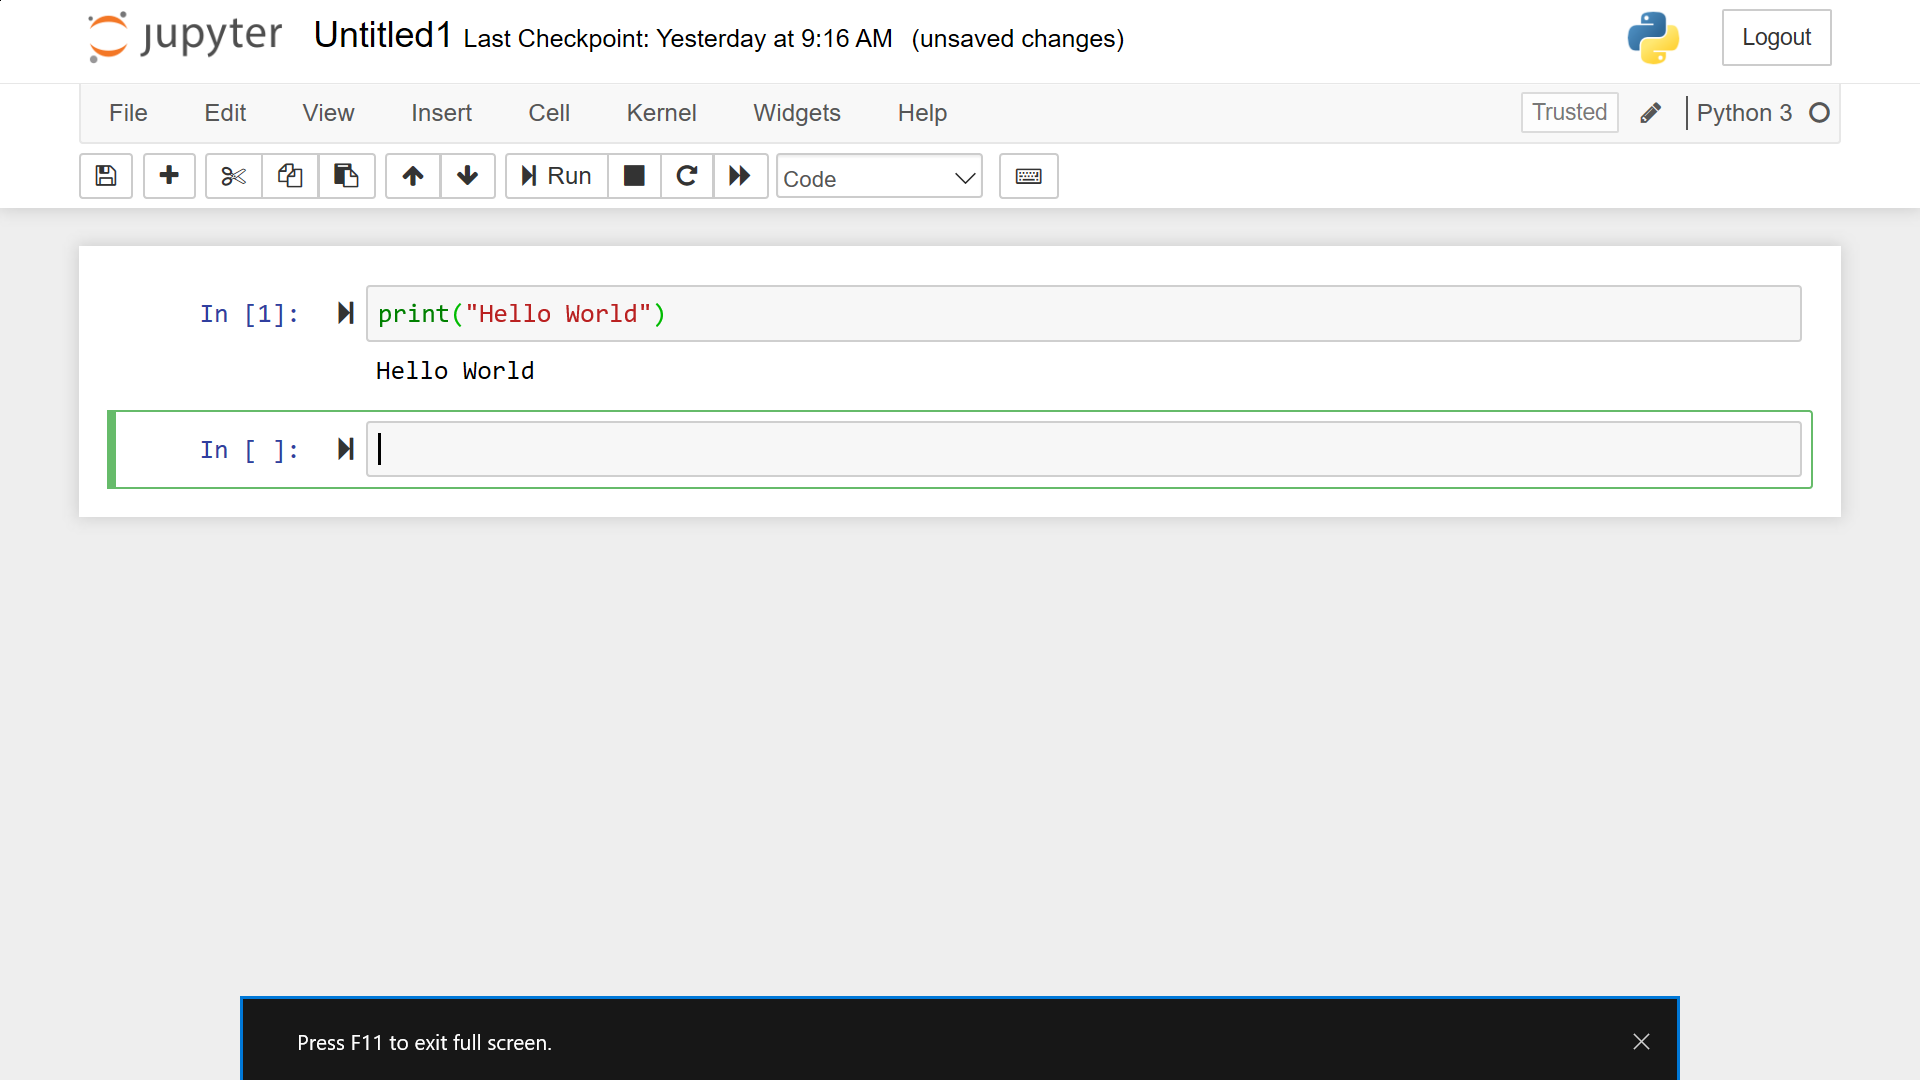 jupyter Untitled1 Last Checkpoint: Yesterday at 9:16 AM (unsaved changes) Logout
File Edit View Insert Cell Kernel Widgets Help Trusted Python 3
Run Code
In [1]: print("Hello World")
Hello World
In [ ]:
Press F11 to exit full screen.